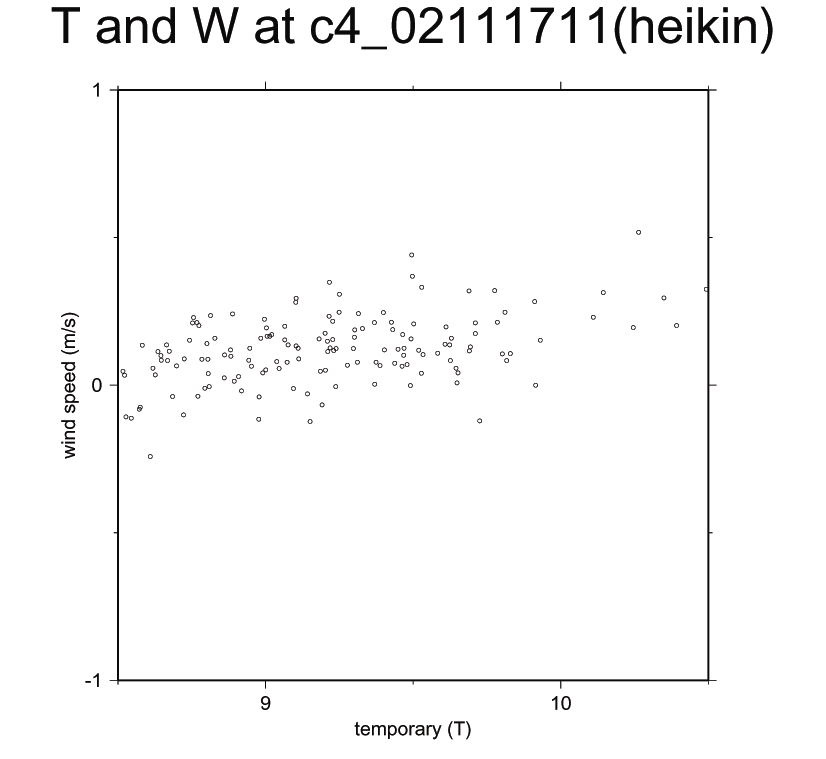 T and W at c4_02111711(heikin)
1
0
-1
wind speed (m/s)
9
10
temporary (T)